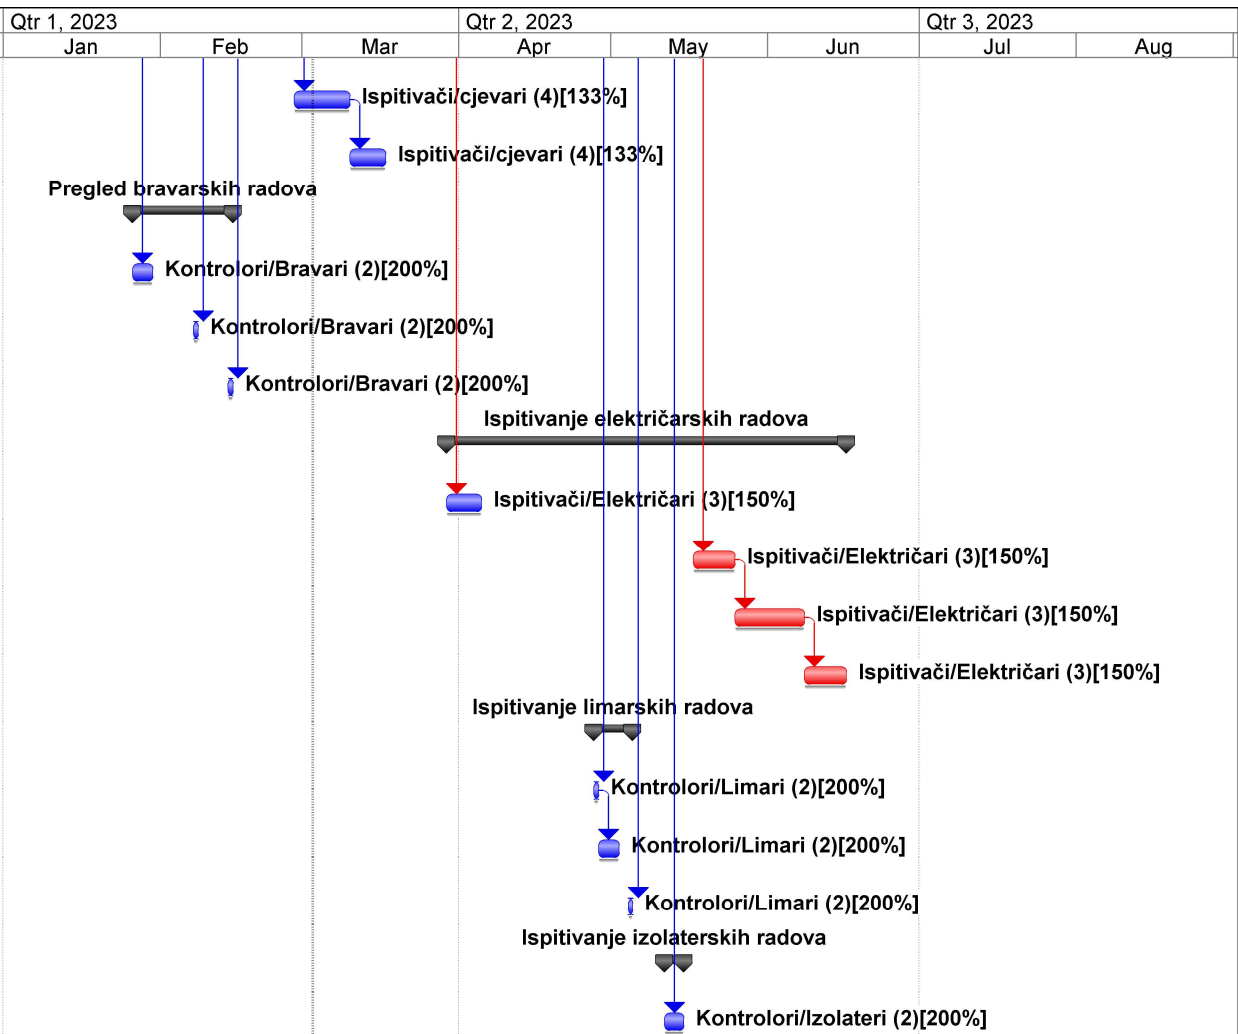 Qtr 1, 2023 Qtr 2, 2023 Qtr 3, 2023
Jan Feb Mar Apr May Jun Jul Aug
Ispitivači/cjevari (4)[133%]
Ispitivači/cjevari (4)[133%]
Pregled bravarskih radova
Kontrolori/Bravari (2)[200%]
Kontrolori/Bravari (2)[200%]
Kontrolori/Bravari (2)[200%]
Ispitivanje električarskih radova
Ispitivači/Električari (3)[150%]
Ispitivači/Električari (3)[150%]
Ispitivači/Električari (3)[150%]
Ispitivači/Električari (3)[150%]
Ispitivanje limarskih radova
Kontrolori/Limari (2)[200%]
Kontrolori/Limari (2)[200%]
Kontrolori/Limari (2)[200%]
Ispitivanje izolaterskih radova
Kontrolori/Izolateri (2)[200%]